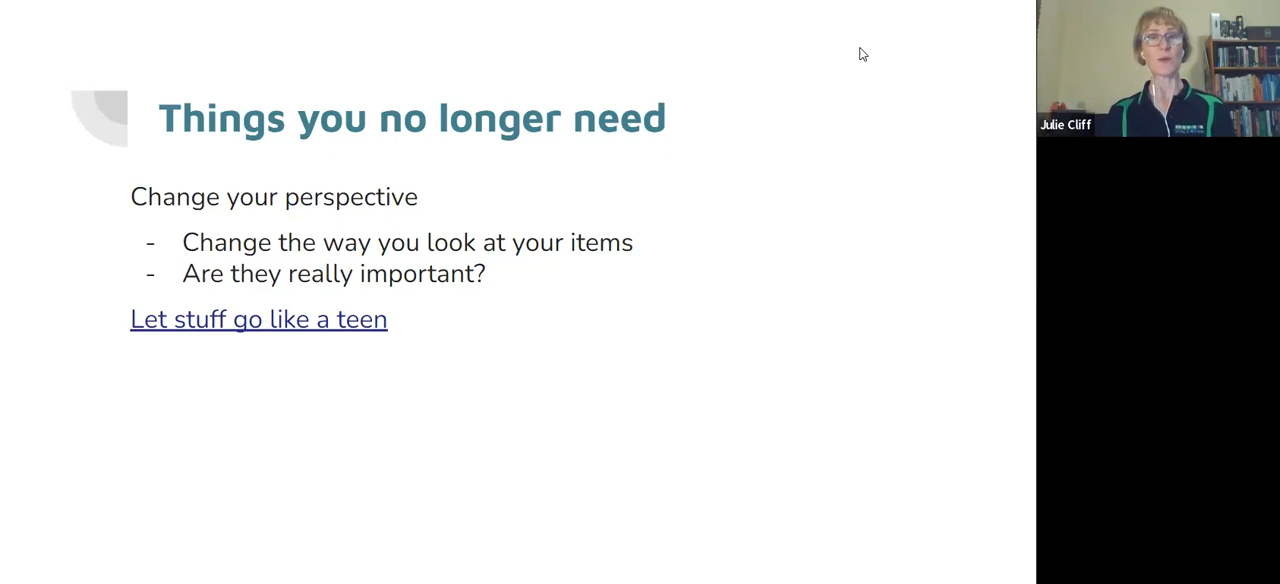 Things you no longer need
Change your perspective
- Change the way you look at your items
- Are they really important?
Let stuff go like a teen
Julie Cliff